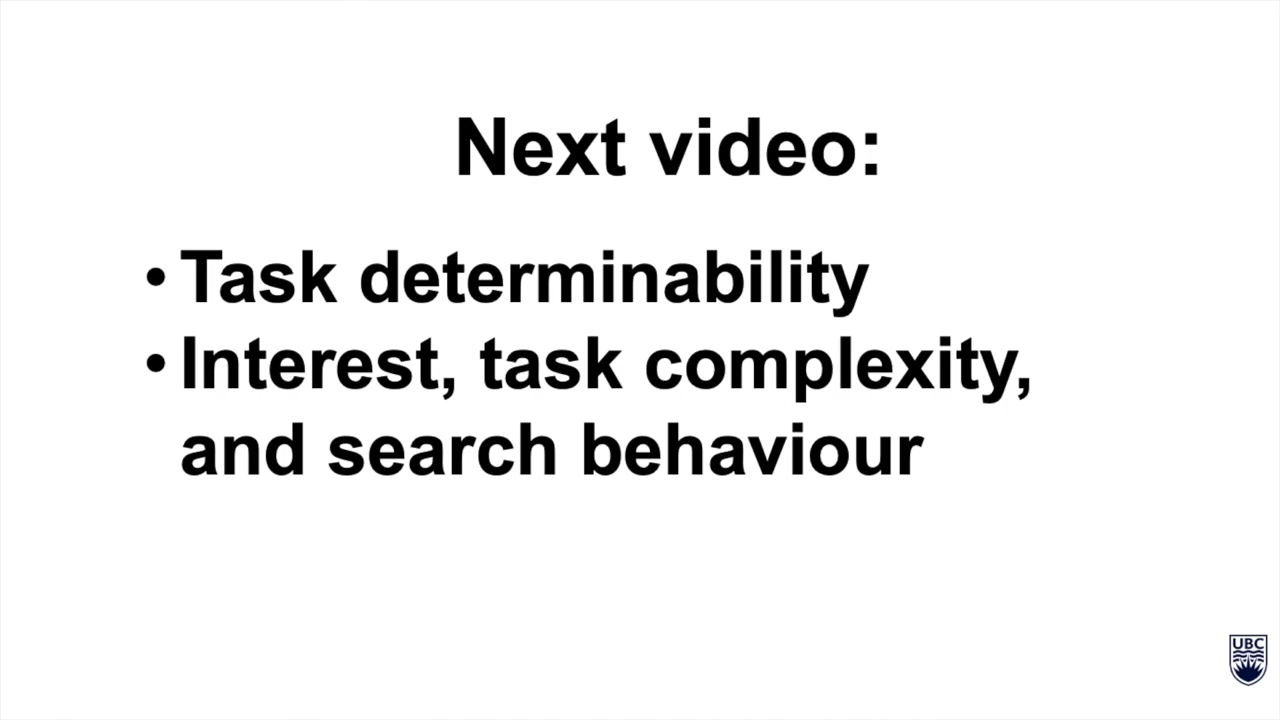 Next video:
• Task determinability
• Interest, task complexity,
and search behaviour
UBC